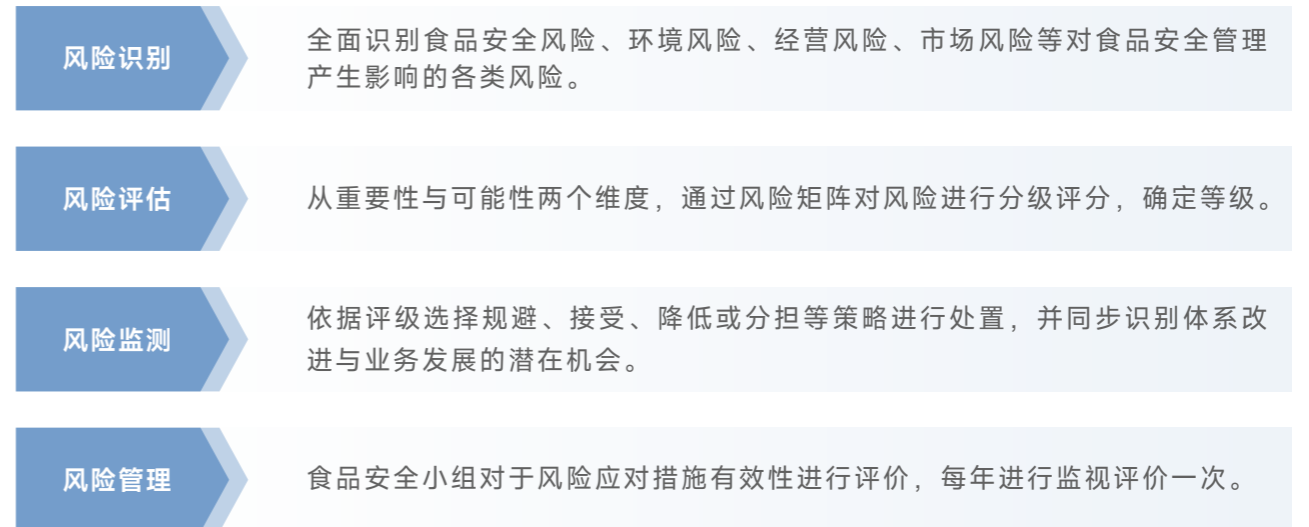 风险识别
全面识别食品安全风险、环境风险、经营风险、市场风险等对食品安全管理
产生影响的各类风险。
风险评估
从重要性与可能性两个维度，通过风险矩阵对风险进行分级评分，确定等级。
风险监测
依据评级选择规避、接受、降低或分担等策略进行处置，并同步识别体系改
进与业务发展的潜在机会。
风险管理
食品安全小组对于风险应对措施有效性进行评价，每年进行监视评价一次。